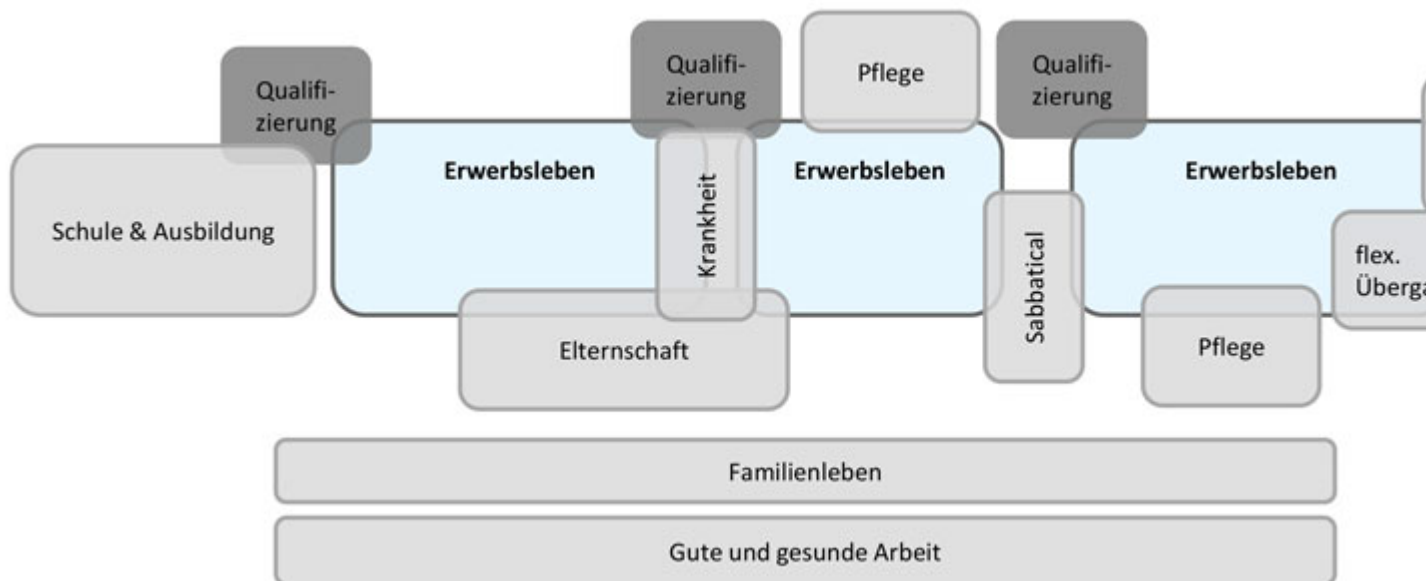 Qualifi-
zierung
Qualifi-
zierung
Pflege
Qualifi-
zierung
Schule & Ausbildung
Erwerbsleben
Krankheit
Erwerbsleben
Sabbatical
Erwerbsleben
flex.
Elternschaft
Pflege
Familienleben
Gute und gesunde Arbeit